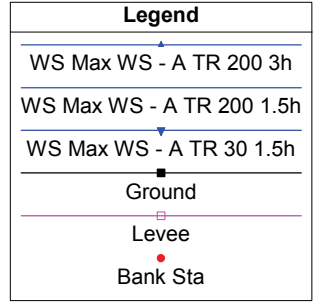 Legend
WS Max WS - A TR 200 3h
WS Max WS - A TR 200 1.5h
WS Max WS - A TR 30 1.5h
Ground
Levee
Bank Sta